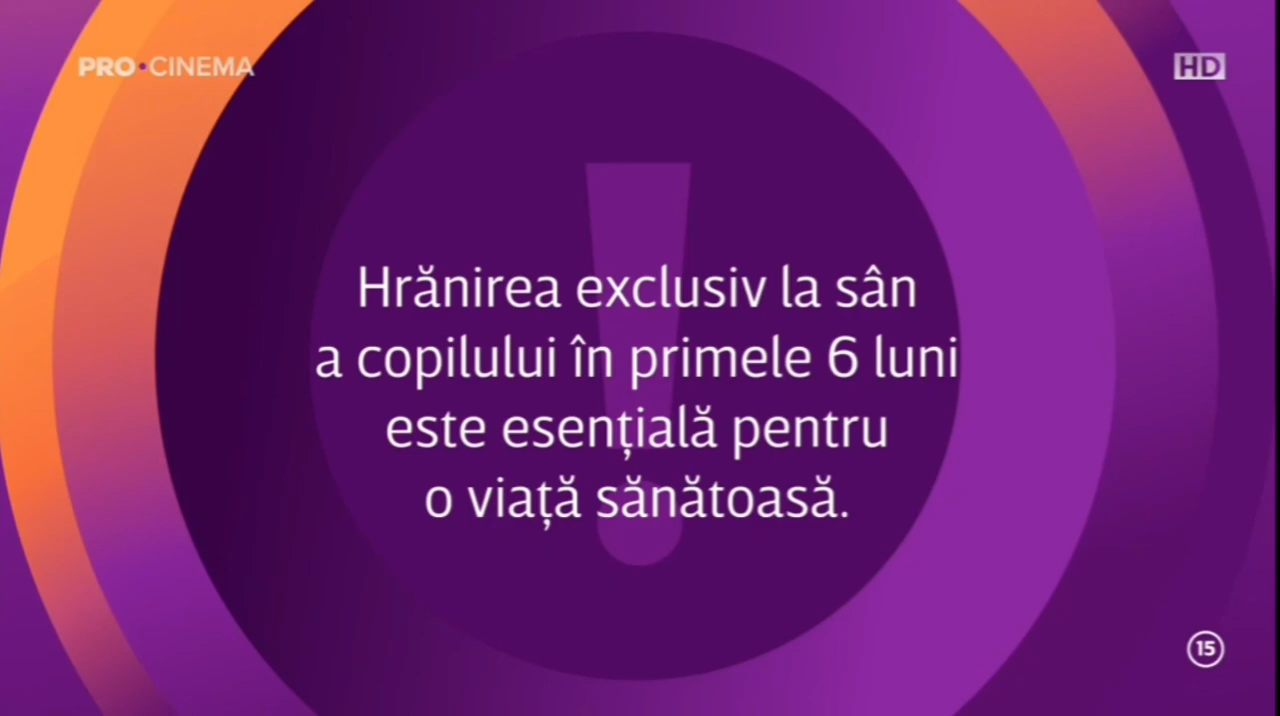 PRO•CINEMA
HD
Hrănirea exclusiv la sân
a copilului în primele 6 luni
este esențială pentru
o viață sănătoasă.
15